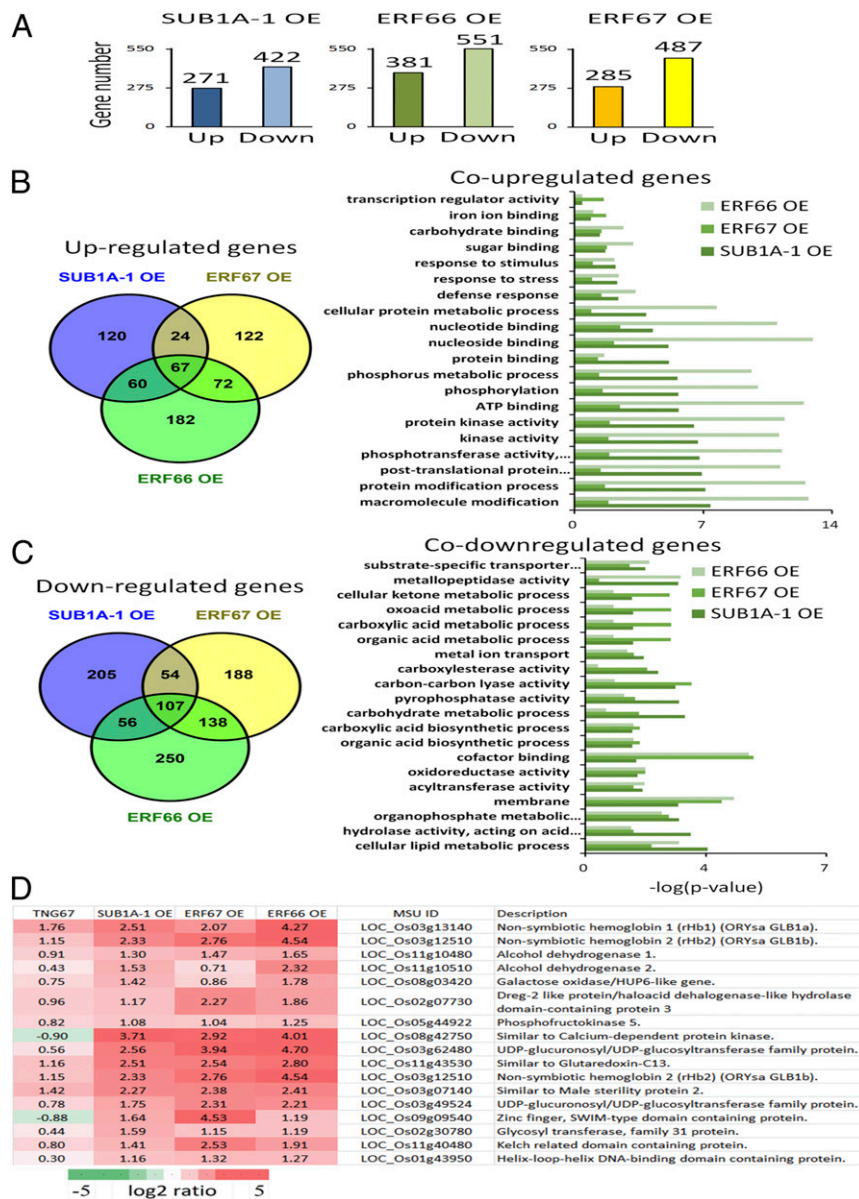 A
SUB1A-1 OE
ERF66 OE
ERF67 OE
Gene number
550
275
0
271
422
Up Down
550
275
0
381
551
Up Down
550
275
0
285
487
Up Down
B
Co-upregulated genes
Up-regulated genes
SUB1A-1 OE
ERF67 OE
120
24
122
67
60
72
182
ERF66 OE
transcription regulator activity
iron ion binding
carbohydrate binding
sugar binding
response to stimulus
response to stress
defense response
cellular protein metabolic process
nucleotide binding
nucleoside binding
protein binding
phosphorus metabolic process
phosphorylation
ATP binding
protein kinase activity
kinase activity
phosphotransferase activity,...
post-translational protein...
protein modification process
macromolecule modification
ERF66 OE
ERF67 OE
SUB1A-1 OE
0 7 14
C
Co-downregulated genes
Down-regulated genes
SUB1A-1 OE
ERF67 OE
205
54
188
107
56
138
250
ERF66 OE
substrate-specific transporter...
metallopeptidase activity
cellular ketone metabolic process
oxoacid metabolic process
carboxylic acid metabolic process
organic acid metabolic process
metal ion transport
carboxylesterase activity
carbon-carbon lyase activity
pyrophosphatase activity
carbohydrate metabolic process
carboxylic acid biosynthetic process
organic acid biosynthetic process
cofactor binding
oxidoreductase activity
acyltransferase activity
membrane
organophosphate metabolic...
hydrolase activity, acting on acid...
cellular lipid metabolic process
ERF66 OE
ERF67 OE
SUB1A-1 OE
0 4 7
-log(p-value)
D
TNG67 SUB1A-1 OE ERF67 OE ERF66 OE MSU ID Description
1.76 2.51 2.07 4.27 LOC_Os03g13140 Non-symbiotic hemoglobin 1 (rHb1) (ORYsa GLB1a).
1.15 2.33 2.76 4.54 LOC_Os03g12510 Non-symbiotic hemoglobin 2 (rHb2) (ORYsa GLB1b).
0.91 1.30 1.47 1.65 LOC_Os11g10480 Alcohol dehydrogenase 1.
0.43 1.53 0.71 2.32 LOC_Os11g10510 Alcohol dehydrogenase 2.
0.75 1.42 0.86 1.78 LOC_Os08g03420 Galactose oxidase/HUP6-like gene.
0.96 1.17 2.27 1.86 LOC_Os02g07730 Dreg-2 like protein/haloacid dehalogenase-like hydrolase
domain-containing protein 3
0.82 1.08 1.04 1.25 LOC_Os05g44922 Phosphofructokinase 5.
-0.90 3.71 2.92 4.01 LOC_Os08g42750 Similar to Calcium-dependent protein kinase.
0.56 2.56 3.94 4.70 LOC_Os03g62480 UDP-glucuronosyl/UDP-glucosyltransferase family protein.
1.16 2.51 2.54 2.80 LOC_Os11g43530 Similar to Glutaredoxin-C13.
1.15 2.33 2.76 4.54 LOC_Os03g12510 Non-symbiotic hemoglobin 2 (rHb2) (ORYsa GLB1b).
1.42 2.27 2.38 2.41 LOC_Os03g07140 Similar to Male sterility protein 2.
0.78 1.75 2.31 2.21 LOC_Os03g49524 UDP-glucuronosyl/UDP-glucosyltransferase family protein.
-0.88 1.64 4.53 1.19 LOC_Os09g09540 Zinc finger, SWIM-type domain containing protein.
0.44 1.59 1.15 1.19 LOC_Os02g30780 Glycosyl transferase, family 31 protein.
0.80 1.41 2.53 1.91 LOC_Os11g40480 Kelch related domain containing protein.
0.30 1.16 1.32 1.27 LOC_Os01g43950 Helix-loop-helix DNA-binding domain containing protein.
-5 log2 ratio 5